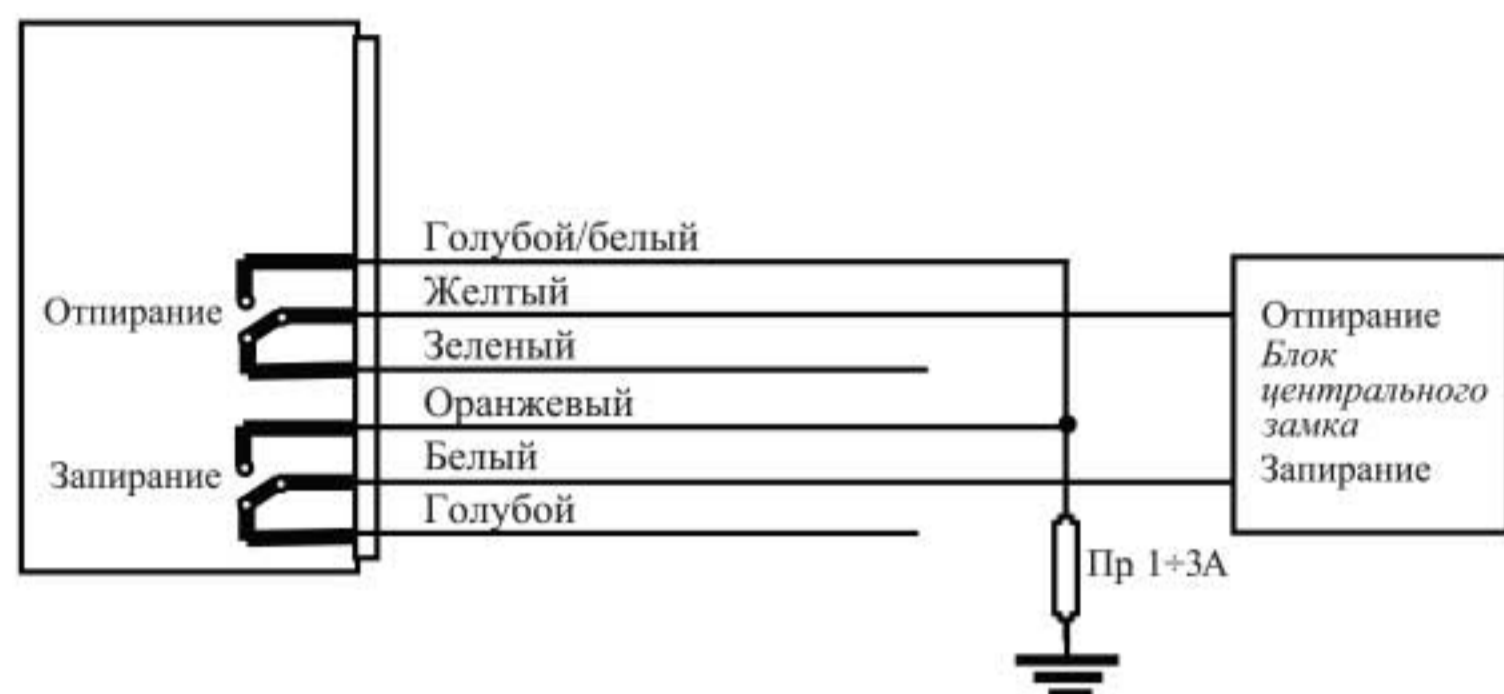 Голубой/белый
Желтый
Отпирание
Зеленый
Оранжевый
Белый
Запирание
Голубой
Отпирание
Блок
центрального
замка
Запирание
Пр 1÷3А